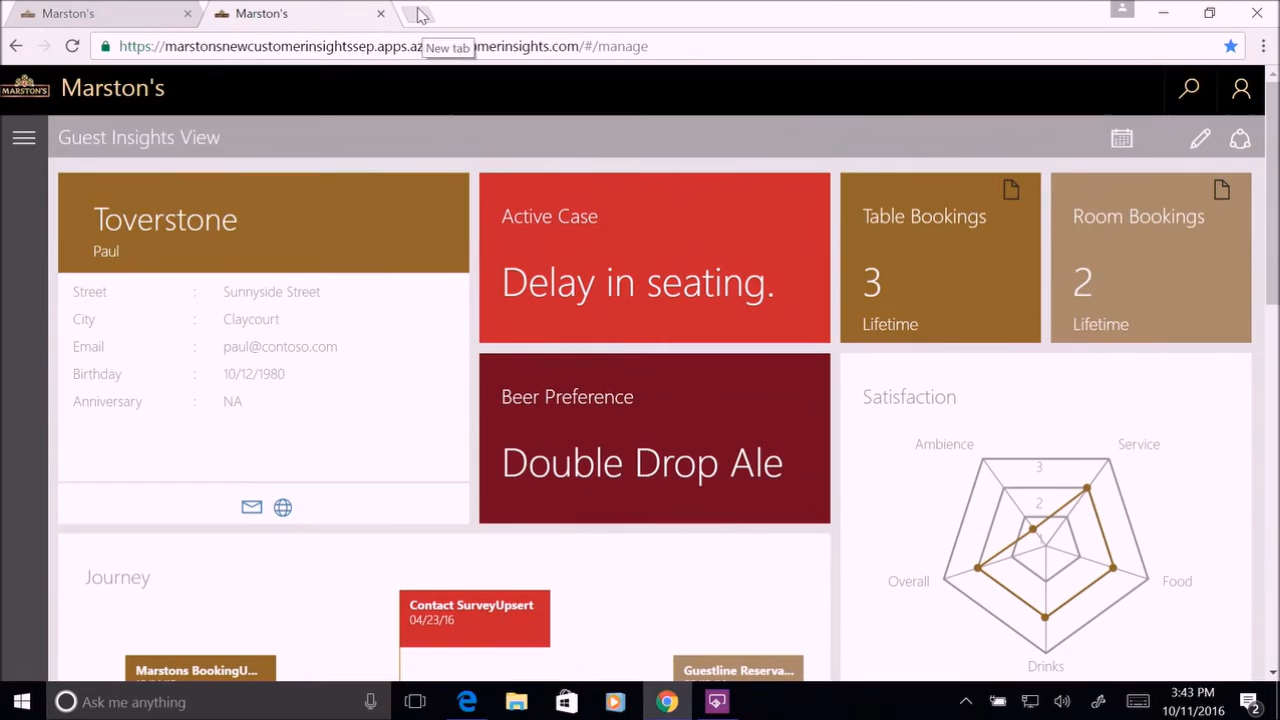 Marston's
Marston's
https://marstonsnewcustomerinsightssep.apps.az
omerinsights.com/#/manage
New tab
MARSTON'S
Marston's
Guest Insights View
Toverstone
Paul
Street : Sunnyside Street
City : Claycourt
Email : paul@contoso.com
Birthday : 10/12/1980
Anniversary : NA
Active Case
Delay in seating.
Table Bookings
3
Lifetime
Room Bookings
2
Lifetime
Beer Preference
Double Drop Ale
Satisfaction
Ambience
Service
3
2
1
Overall
Food
Drinks
Journey
Contact SurveyUpsert
04/23/16
Marstons BookingU...
Guestline Reserva...
Ask me anything
3:43 PM
10/11/2016
2